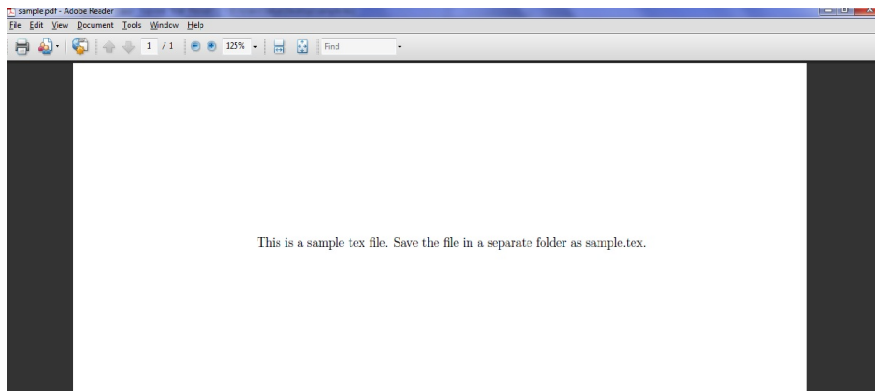 sample.pdf - Adobe Reader
File Edit View Document Tools Window Help
1 / 1 125% Find
This is a sample tex file. Save the file in a separate folder as sample.tex.